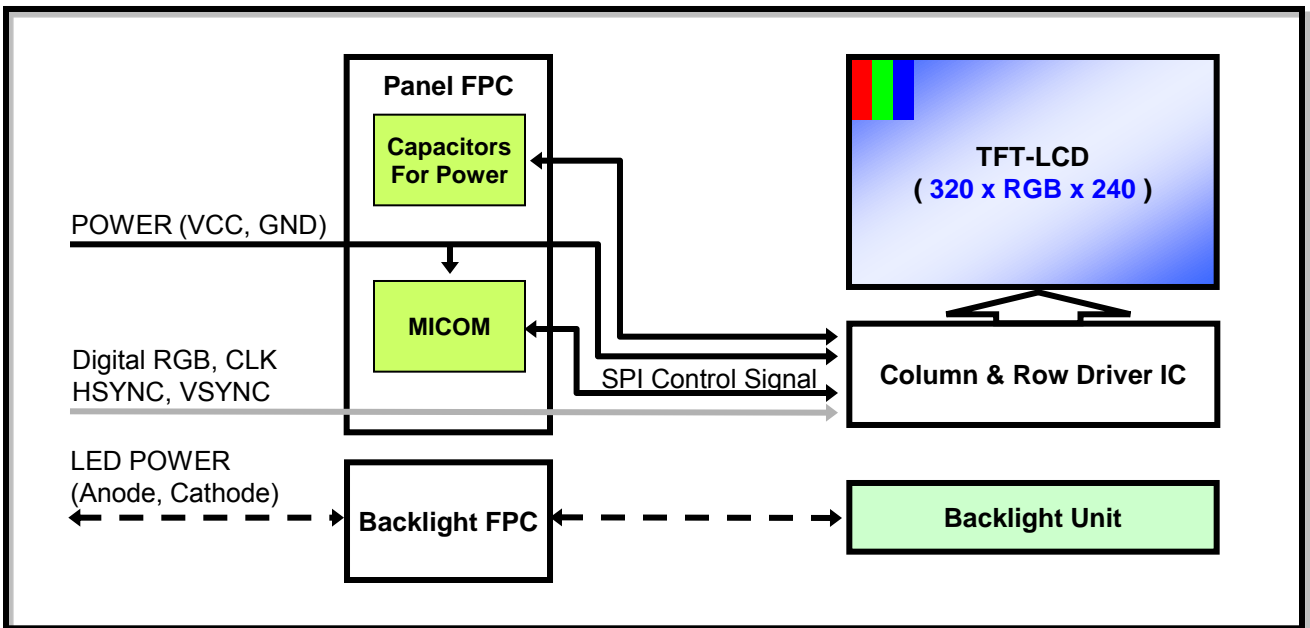 Panel FPC
Capacitors
For Power
TFT-LCD
( 320 x RGB x 240 )
POWER (VCC, GND)
MICOM
Digital RGB, CLK
HSYNC, VSYNC
SPI Control Signal
Column & Row Driver IC
LED POWER
(Anode, Cathode)
Backlight FPC
Backlight Unit